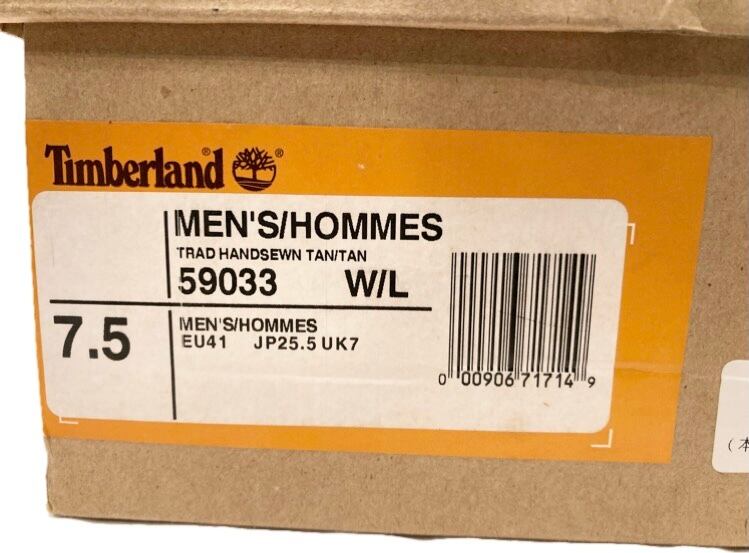 Timberland® ®
MEN'S/HOMMES
TRAD HANDSEWN TAN/TAN
59033 W/L
7.5
MEN'S/HOMMES
EU41 JP25.5 UK7
0 00906 71714 9
(本